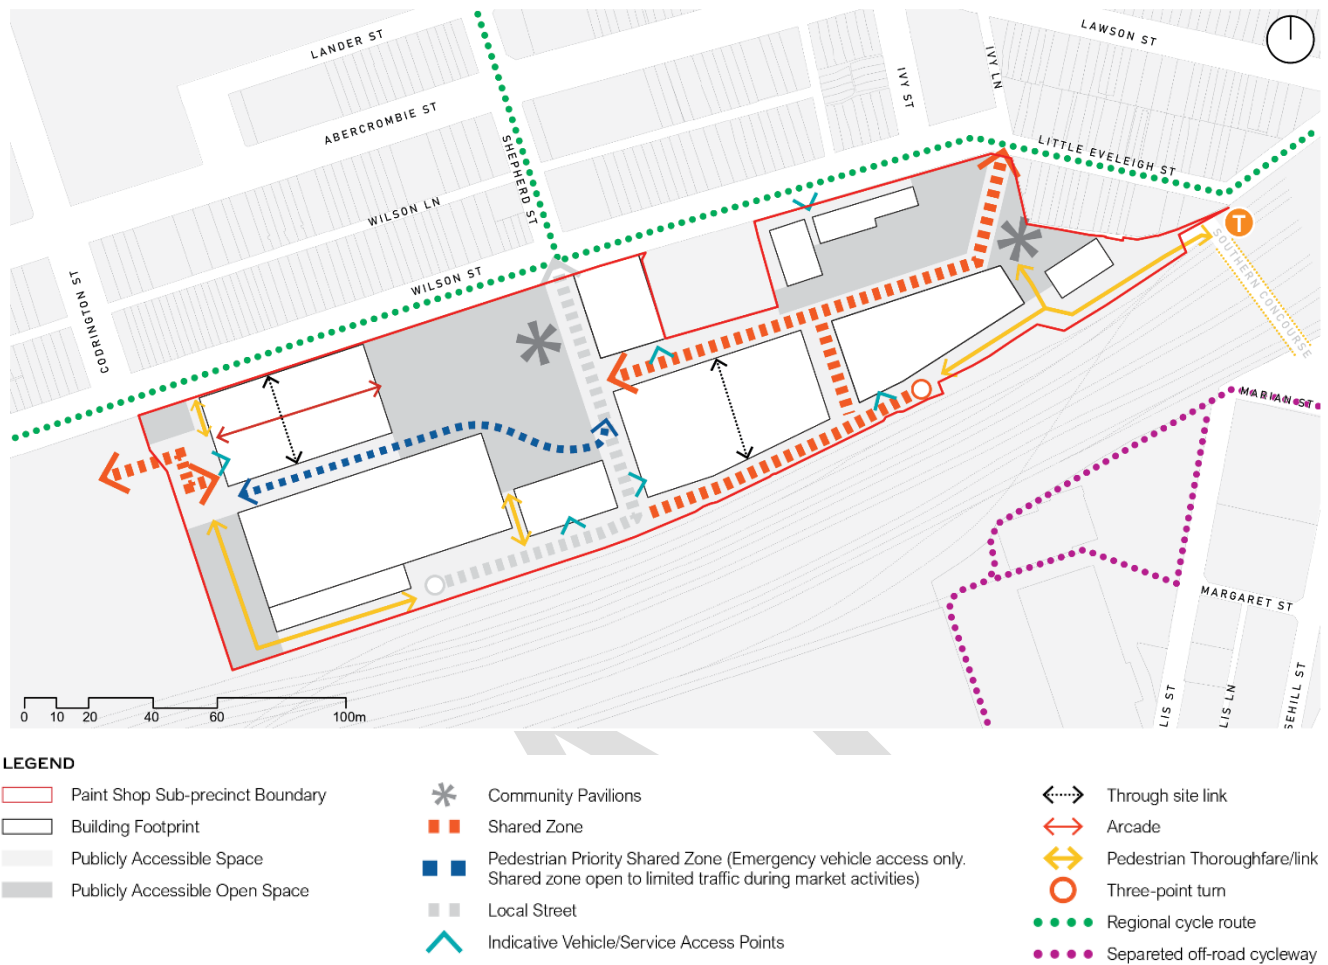 LANDER ST
LAWSON ST
IVY LN
IVY ST
ABERCROMBIE ST
SHEPHERD ST
LITTLE EVELEIGH ST
WILSON LN
T
SOUTHERN CONCOURSE
WILSON ST
CODRINGTON ST
MARIAN ST
MARGARET ST
LIS ST
LIS LN
SEHILL ST
0 10 20 40 60 100m
LEGEND
Paint Shop Sub-precinct Boundary
Building Footprint
Publicly Accessible Space
Publicly Accessible Open Space
Community Pavilions
Shared Zone
Pedestrian Priority Shared Zone (Emergency vehicle access only.
Shared zone open to limited traffic during market activities)
Local Street
Indicative Vehicle/Service Access Points
Through site link
Arcade
Pedestrian Thoroughfare/link
Three-point turn
Regional cycle route
Separeted off-road cycleway